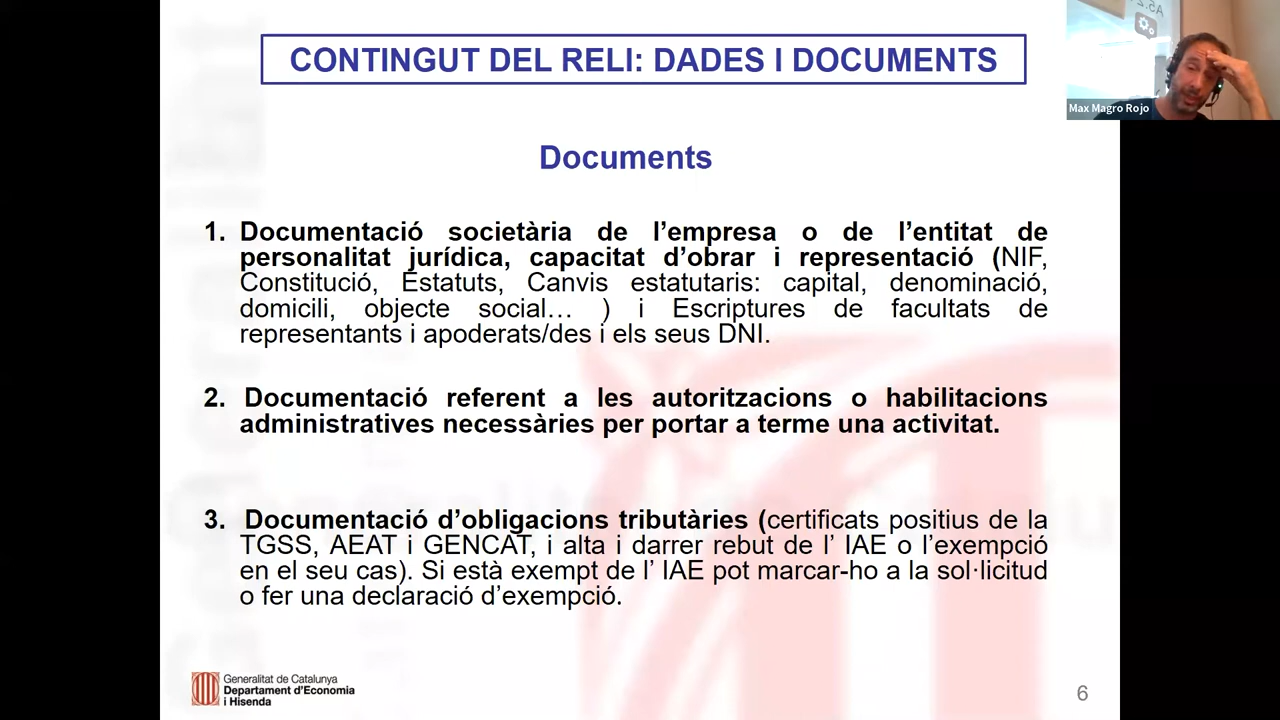 CONTINGUT DEL RELI: DADES I DOCUMENTS
Max Magro Rojo
Documents
1. Documentació societària de l’empresa o de l’entitat de
personalitat jurídica, capacitat d’obrar i representació (NIF,
Constitució, Estatuts, Canvis estatutaris: capital, denominació,
domicili, objecte social… ) i Escriptures de facultats de
representants i apoderats/des i els seus DNI.
2. Documentació referent a les autoritzacions o habilitacions
administratives necessàries per portar a terme una activitat.
3. Documentació d’obligacions tributàries (certificats positius de la
TGSS, AEAT i GENCAT, i alta i darrer rebut de l’ IAE o l’exempció
en el seu cas). Si està exempt de l’ IAE pot marcar-ho a la sol·licitud
o fer una declaració d’exempció.
Generalitat de Catalunya
Departament d’Economia
i Hisenda
6